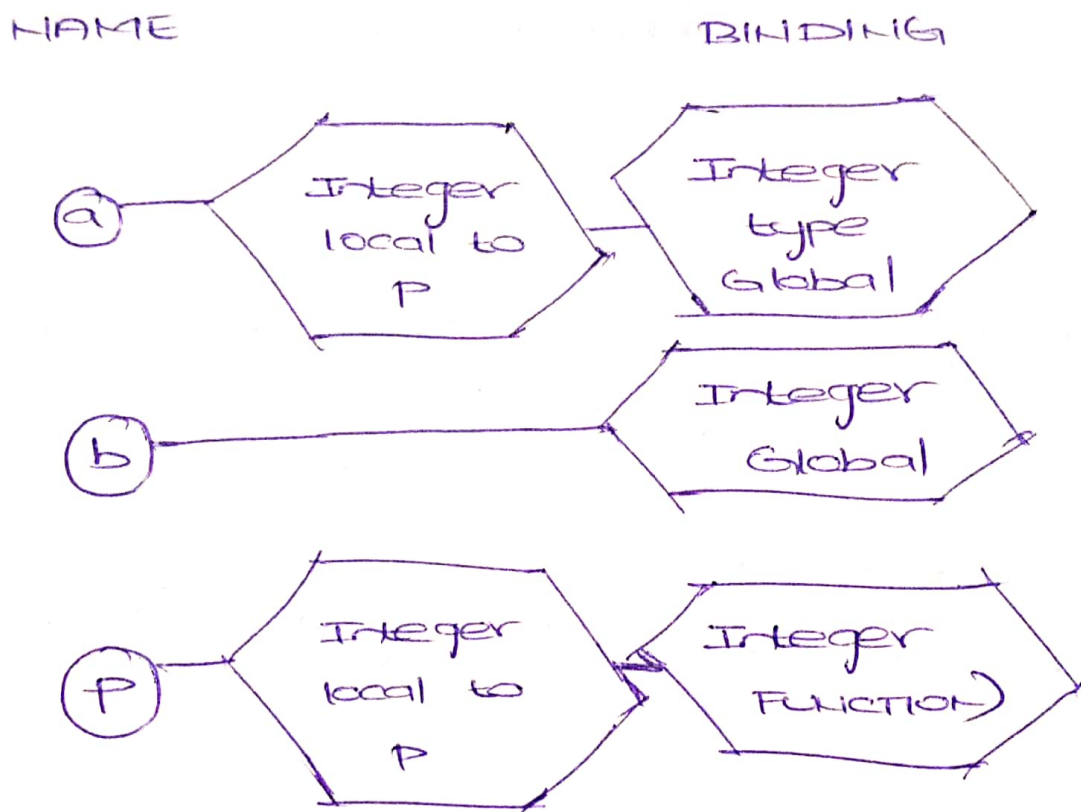 NAME BINDING
a
Integer
local to
P
Integer
type
Global
b
Integer
Global
P
Integer
local to
P
Integer
FUNCTION)